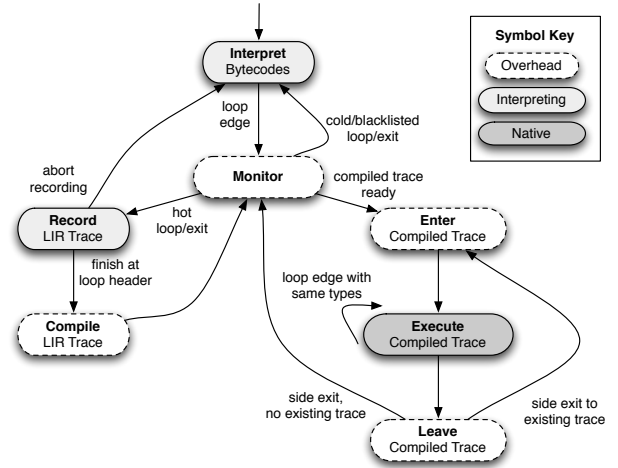 Symbol Key
Overhead
Interpreting
Native
Interpret
Bytecodes
loop
edge
cold/blacklisted
loop/exit
Monitor
abort
recording
hot
loop/exit
compiled trace
ready
Record
LIR Trace
Enter
Compiled Trace
finish at
loop header
Compile
LIR Trace
loop edge with
same types
Execute
Compiled Trace
side exit,
no existing trace
side exit to
existing trace
Leave
Compiled Trace